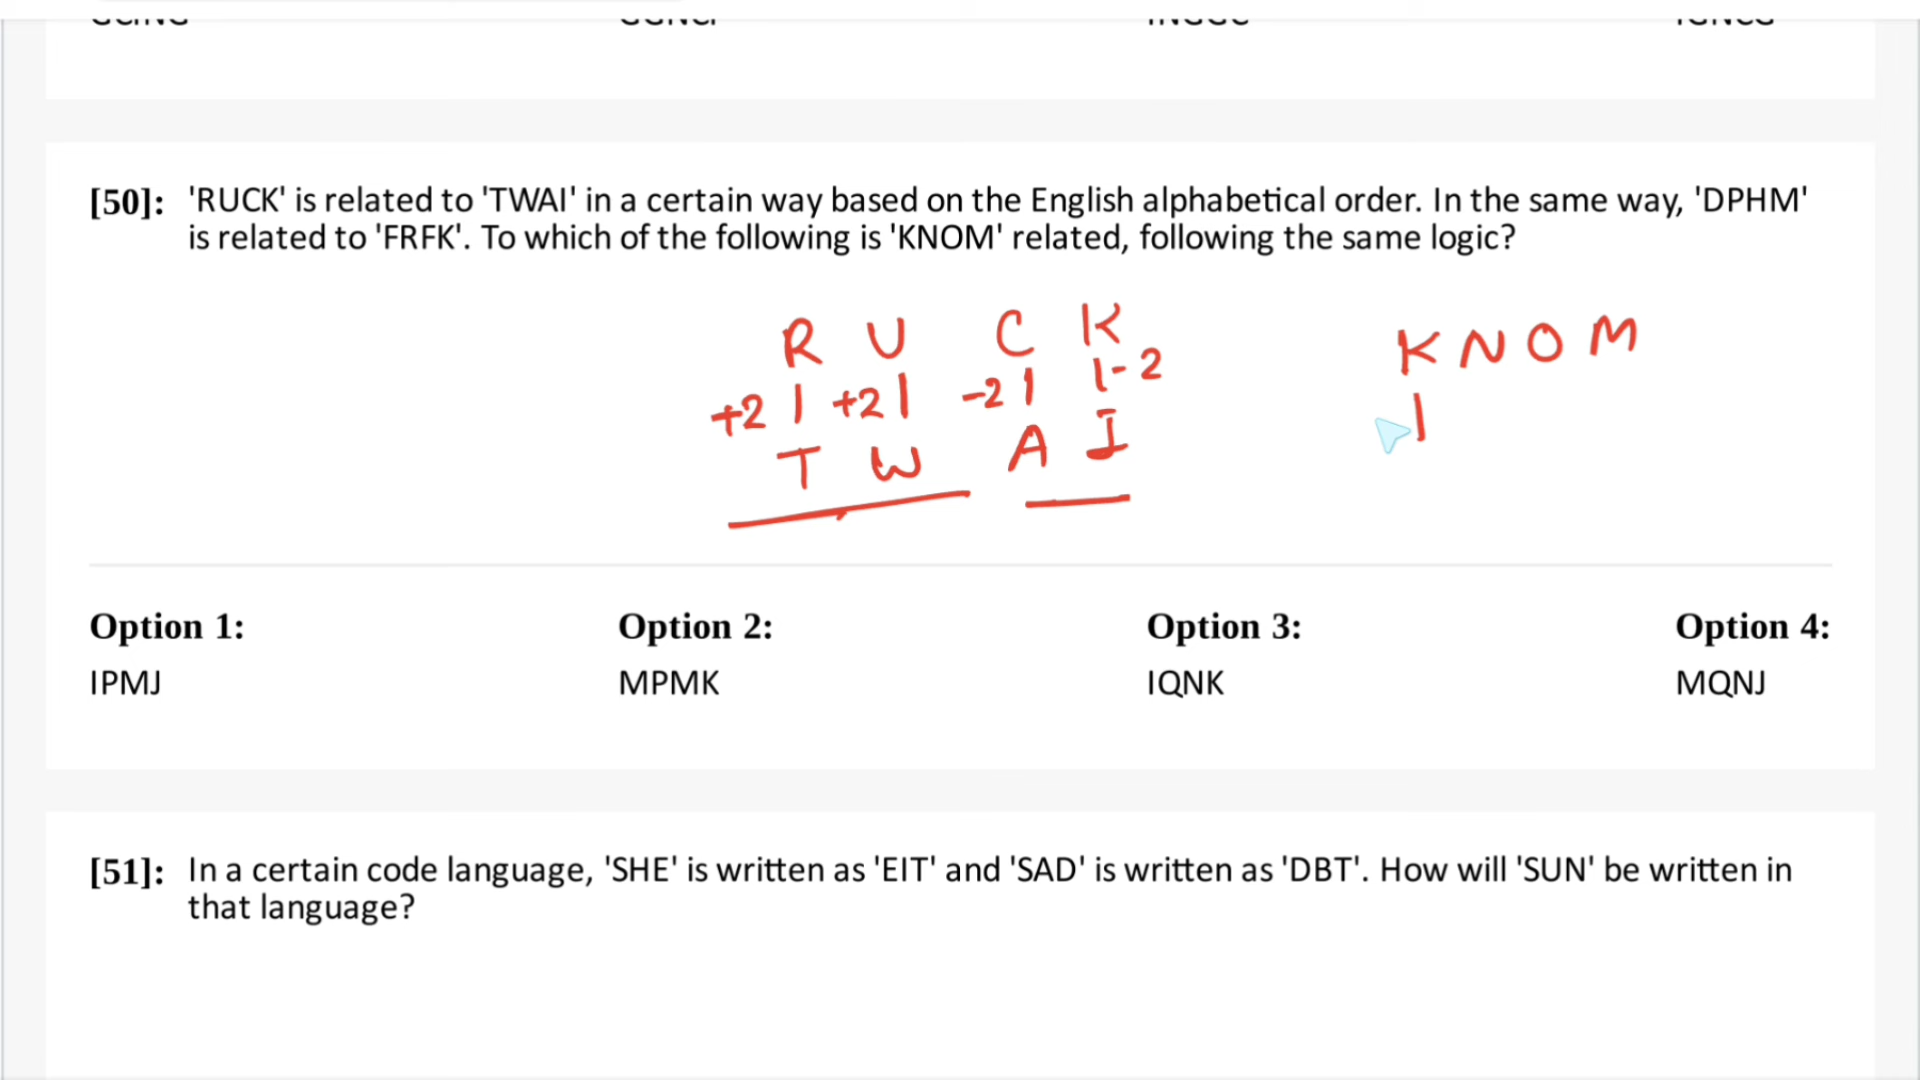 [50]: 'RUCK' is related to 'TWAI' in a certain way based on the English alphabetical order. In the same way, 'DPHM'
is related to 'FRFK'. To which of the following is 'KNOM' related, following the same logic?
R U C K
K N O M
+2 +2 -2 -2
T W A I
Option 1: Option 2: Option 3: Option 4:
IPMJ MPMK IQNK MQNJ
[51]: In a certain code language, 'SHE' is written as 'EIT' and 'SAD' is written as 'DBT'. How will 'SUN' be written in
that language?